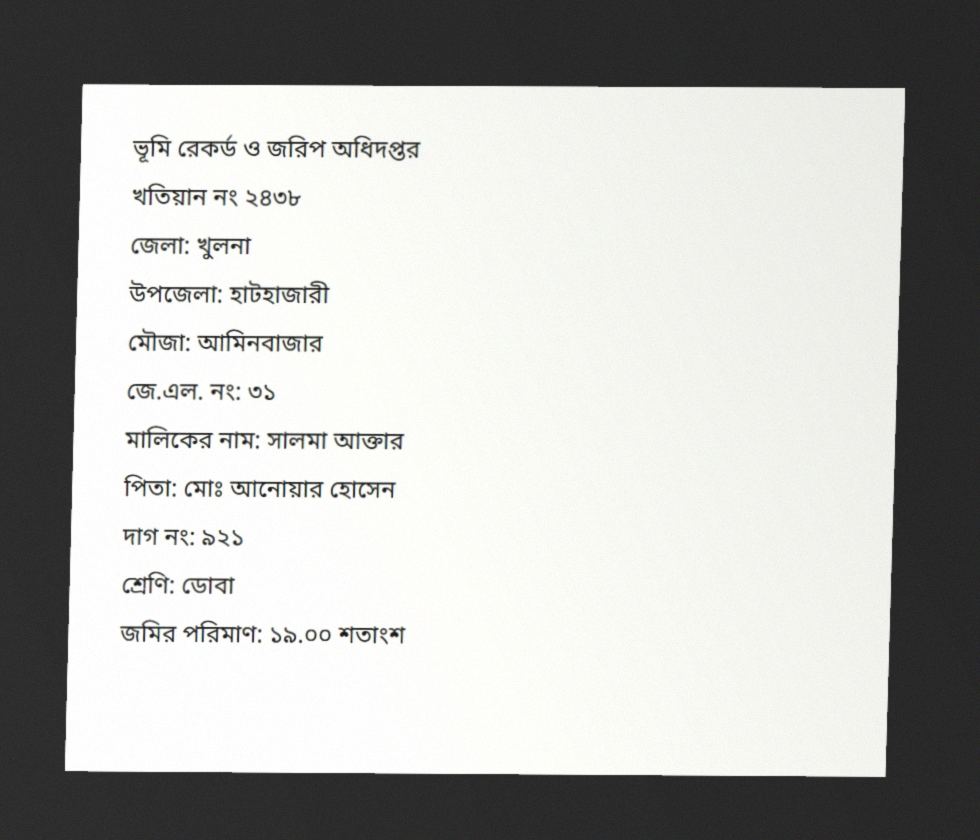 ভূমি রেকর্ড ও জরিপ অধিদপ্তর
খতিয়ান নং ২৪৩৮
জেলা: খুলনা
উপজেলা: হাটহাজারী
মৌজা: আমিনবাজার
জে.এল. নং: ৩১
মালিকের নাম: সালমা আক্তার
পিতা: মোঃ আনোয়ার হোসেন
দাগ নং: ৯২১
শ্রেণি: ডোবা
জমির পরিমাণ: ১৯.০০ শতাংশ